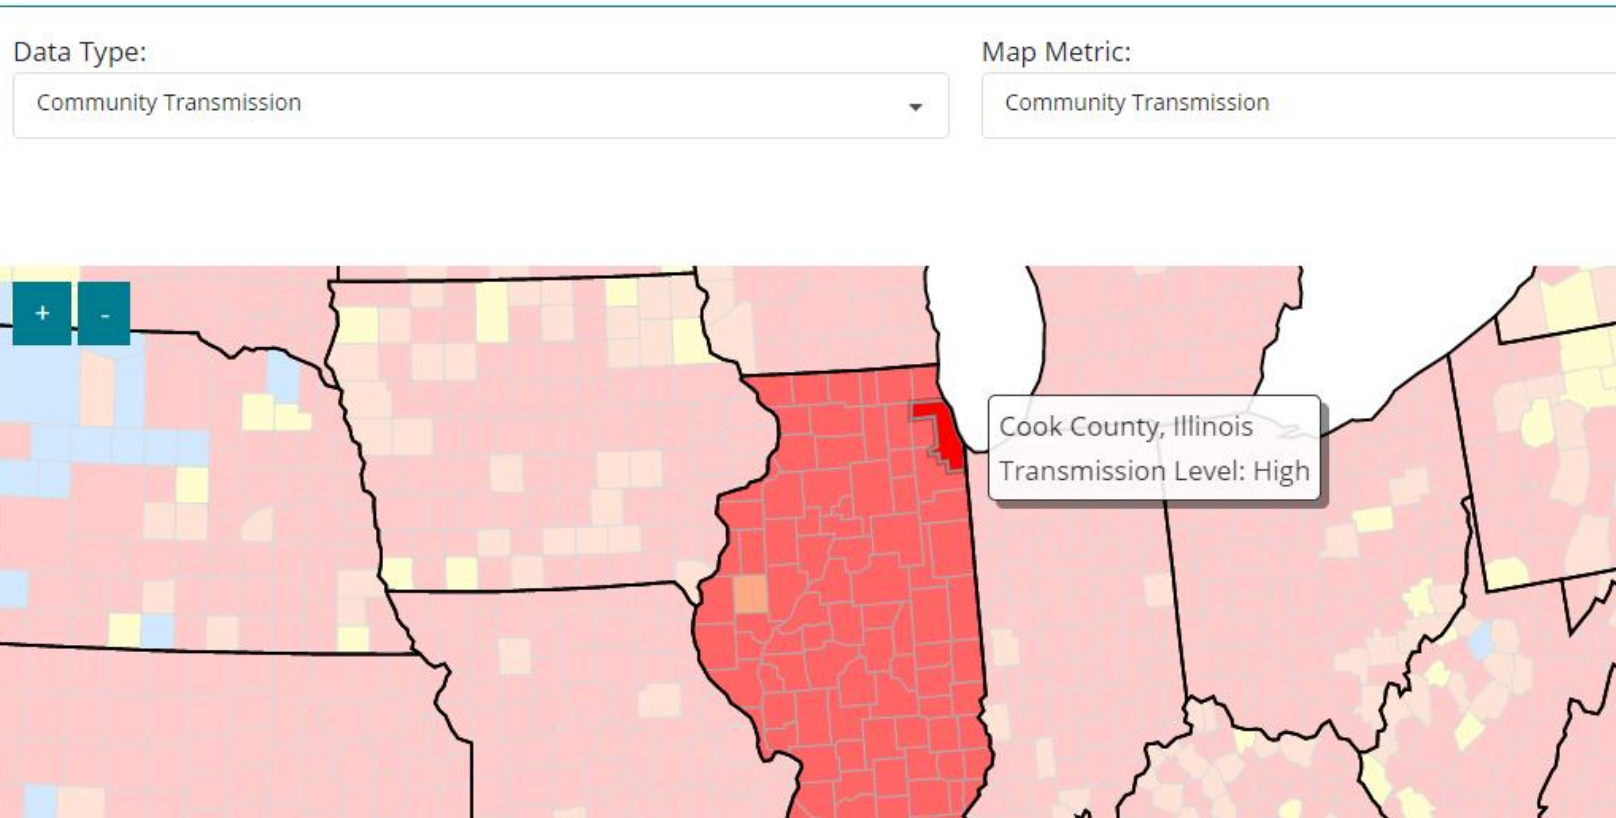 Data Type:
Map Metric:
Community Transmission
Community Transmission
+ -
Cook County, Illinois
Transmission Level: High